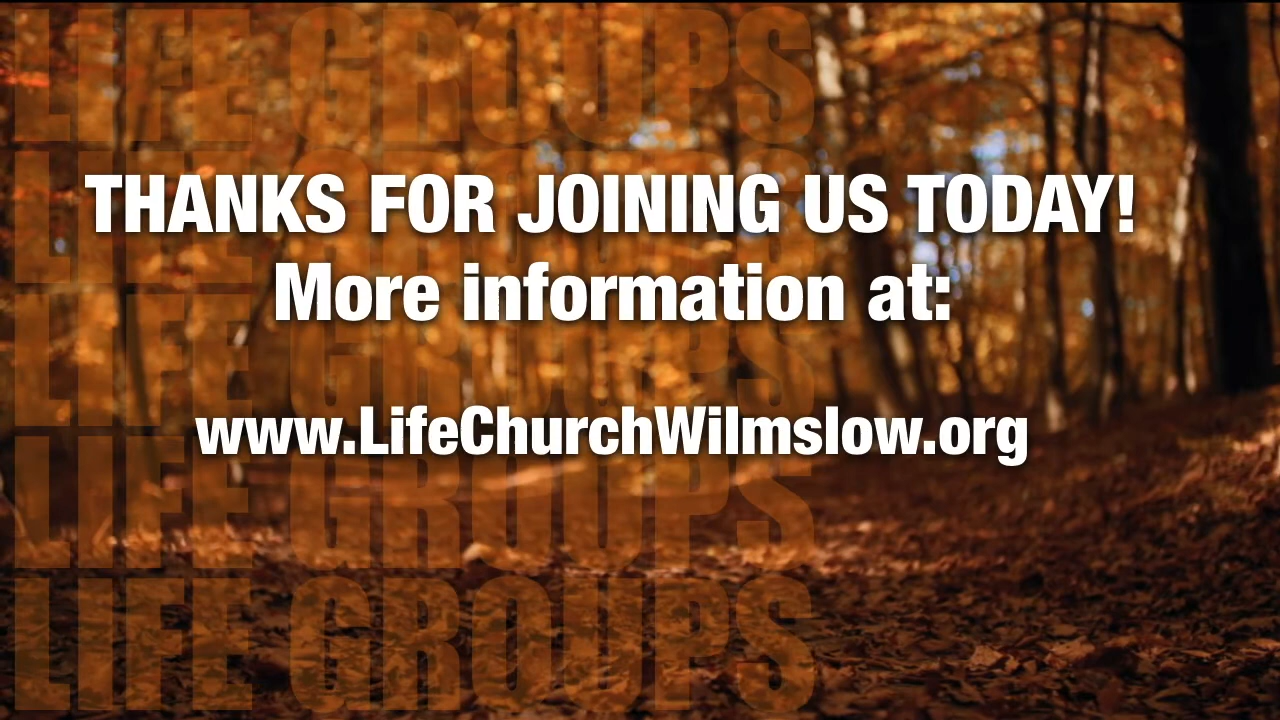 LIFE GROUPS
LIFE GROUPS
THANKS FOR JOINING US TODAY!
More information at:
LIFE GROUPS
www.LifeChurchWilmslow.org
LIFE GROUPS
LIFE GROUPS